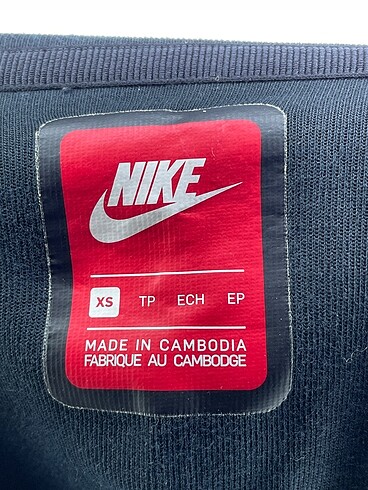 NIKE
XS TP ECH EP
MADE IN CAMBODIA
FABRIQUE AU CAMBODGE